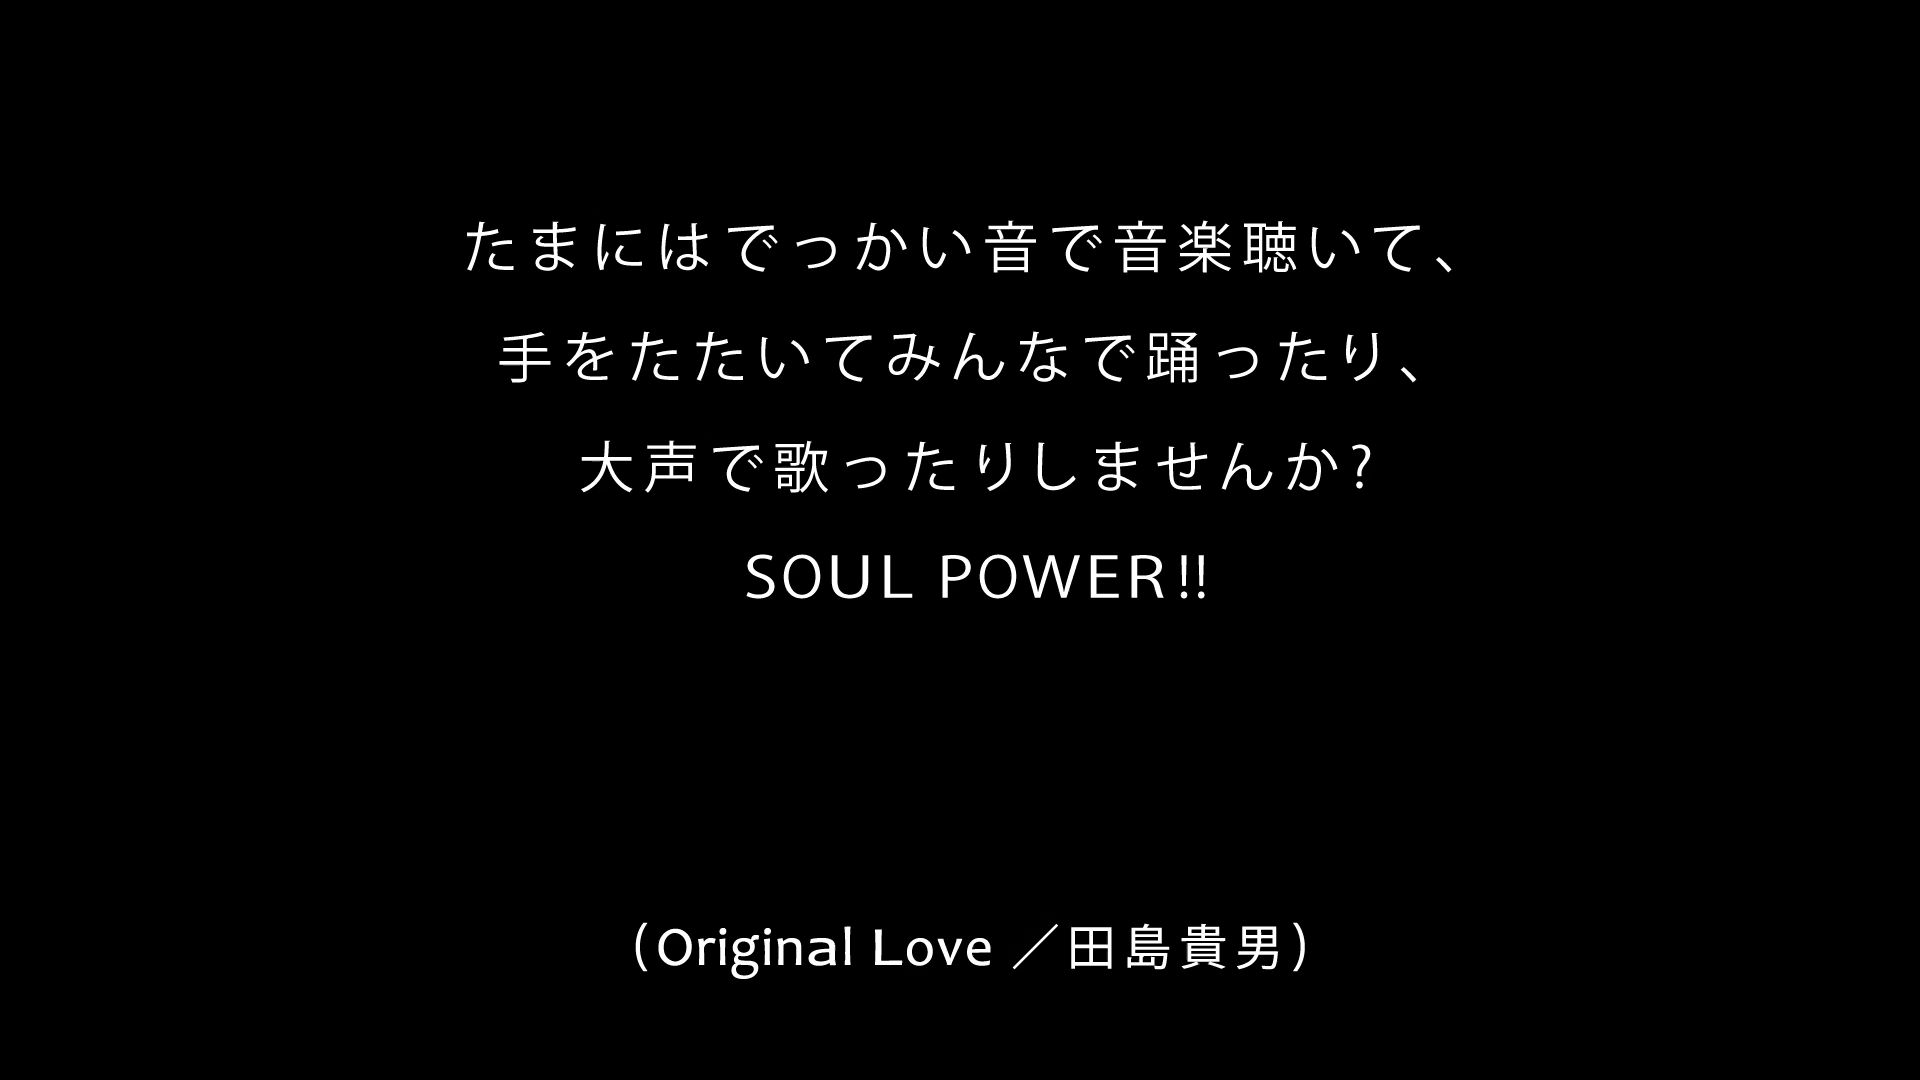 たまにはでっかい音で音楽聴いて、
手をたたいてみんなで踊ったり、
大声で歌ったりしませんか?
SOUL POWER!!
(Original Love ／田島貴男)